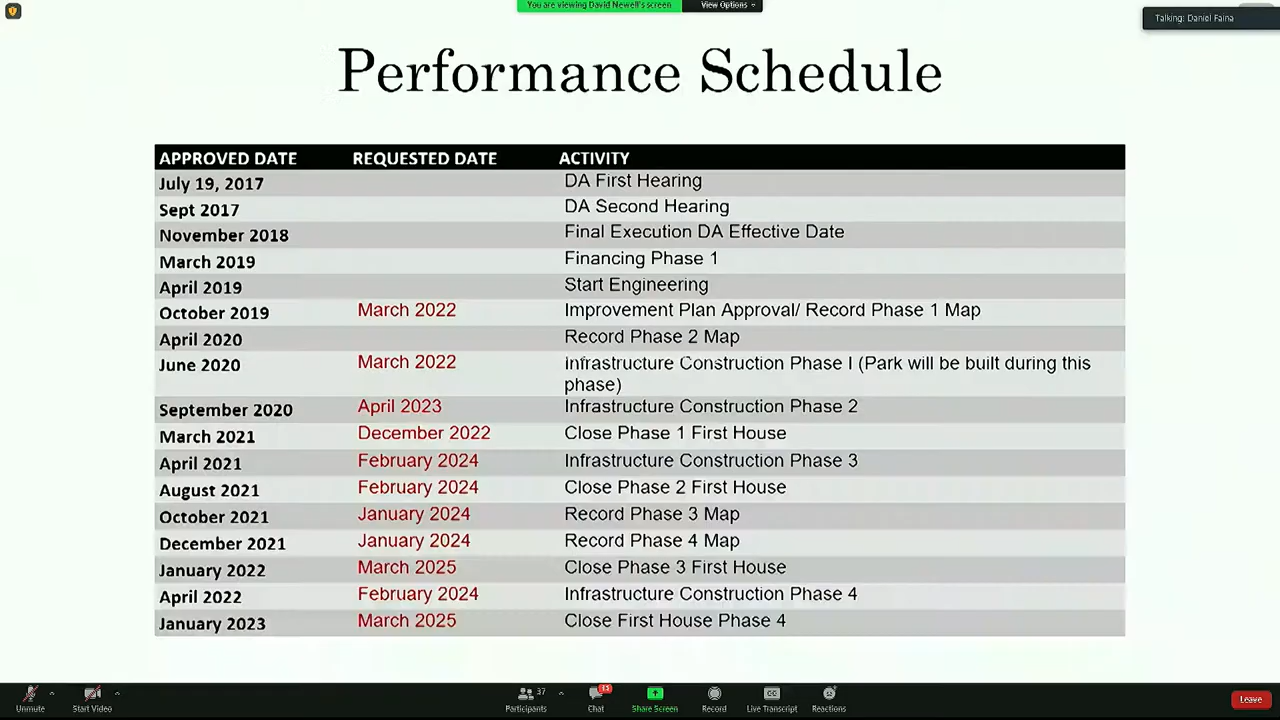 You are viewing David Newell's screen View Options
Talking: Daniel Faina
Performance Schedule
APPROVED DATE REQUESTED DATE ACTIVITY
July 19, 2017 DA First Hearing
Sept 2017 DA Second Hearing
November 2018 Final Execution DA Effective Date
March 2019 Financing Phase 1
April 2019 Start Engineering
October 2019 March 2022 Improvement Plan Approval/ Record Phase 1 Map
April 2020 Record Phase 2 Map
June 2020 March 2022 Infrastructure Construction Phase I (Park will be built during this
phase)
September 2020 April 2023 Infrastructure Construction Phase 2
March 2021 December 2022 Close Phase 1 First House
April 2021 February 2024 Infrastructure Construction Phase 3
August 2021 February 2024 Close Phase 2 First House
October 2021 January 2024 Record Phase 3 Map
December 2021 January 2024 Record Phase 4 Map
January 2022 March 2025 Close Phase 3 First House
April 2022 February 2024 Infrastructure Construction Phase 4
January 2023 March 2025 Close First House Phase 4
37 15 CC
Unmute Start Video Participants Chat Share Screen Record Live Transcript Reactions Leave